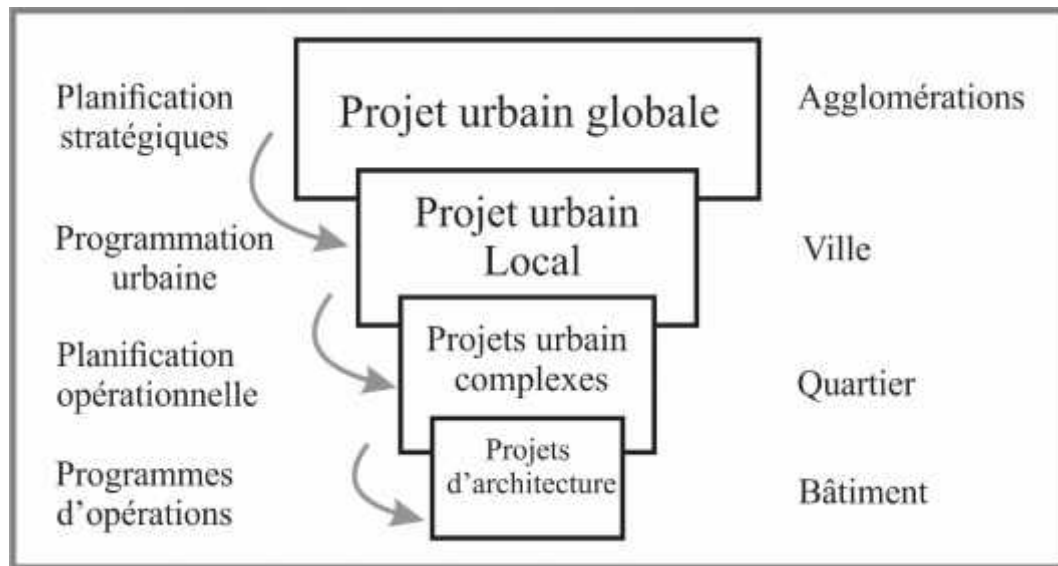 Planification
stratégiques
Projet urbain globale
Agglomérations
Programmation
urbaine
Projet urbain
Local
Ville
Planification
opérationnelle
Projets urbain
complexes
Quartier
Programmes
d'opérations
Projets
d'architecture
Bâtiment